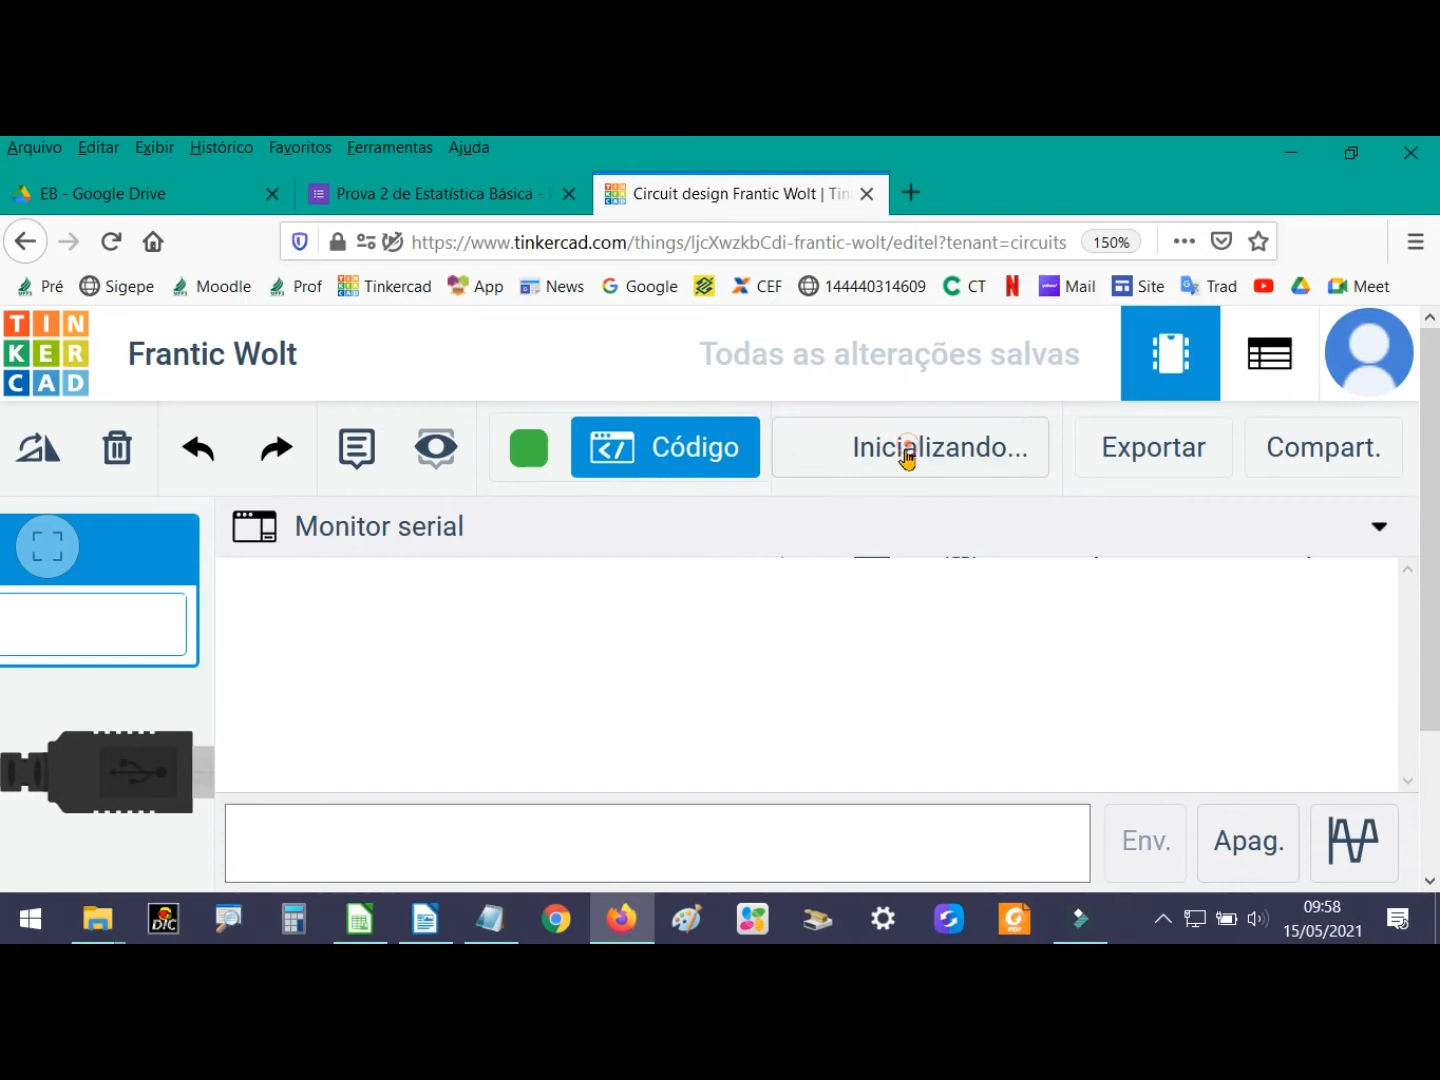 Arquivo Editar Exibir Histórico Favoritos Ferramentas Ajuda
EB - Google Drive Prova 2 de Estatística Básica - Circuit design Frantic Wolt | Tin
https://www.tinkercad.com/things/ljcXwzkbCdi-frantic-wolt/editel?tenant=circuits 150%
Pré Sigepe Moodle Prof Tinkercad App News Google CEF 144440314609 CT Mail Site Trad Meet
TIN
KER
CAD
Frantic Wolt Todas as alterações salvas
Código Inicializando... Exportar Compart.
Monitor serial
Env. Apag.
09:58
15/05/2021